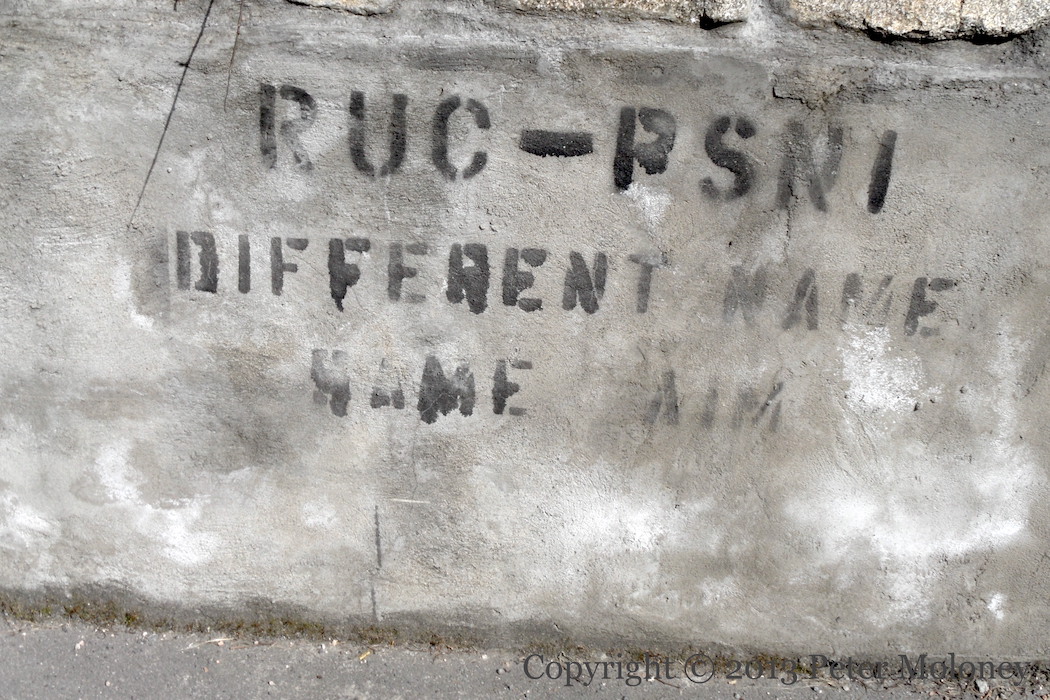 RUC-PSNI
DIFFERENT NAME
SAME AIM
Copyright © 2013 Peter Moloney